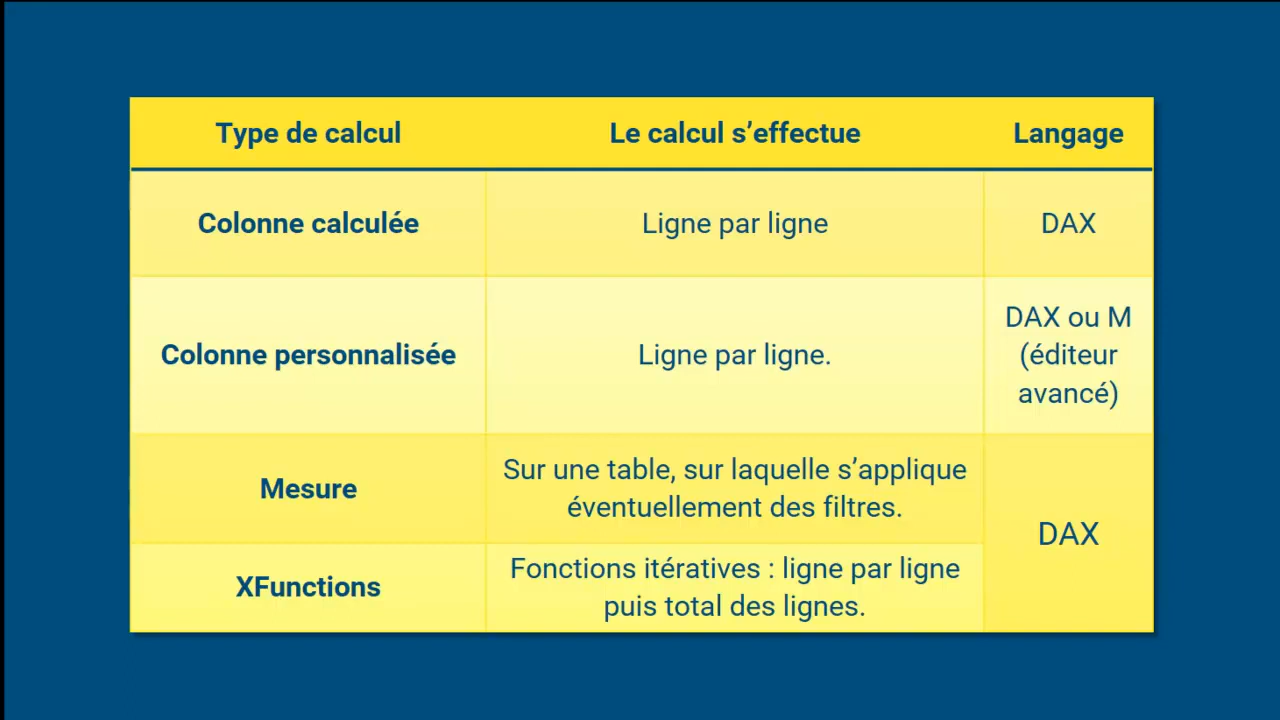 Type de calcul
Le calcul s’effectue
Langage
Colonne calculée
Ligne par ligne
DAX
Colonne personnalisée
Ligne par ligne.
DAX ou M
(éditeur
avancé)
Mesure
Sur une table, sur laquelle s’applique
éventuellement des filtres.
DAX
XFunctions
Fonctions itératives : ligne par ligne
puis total des lignes.